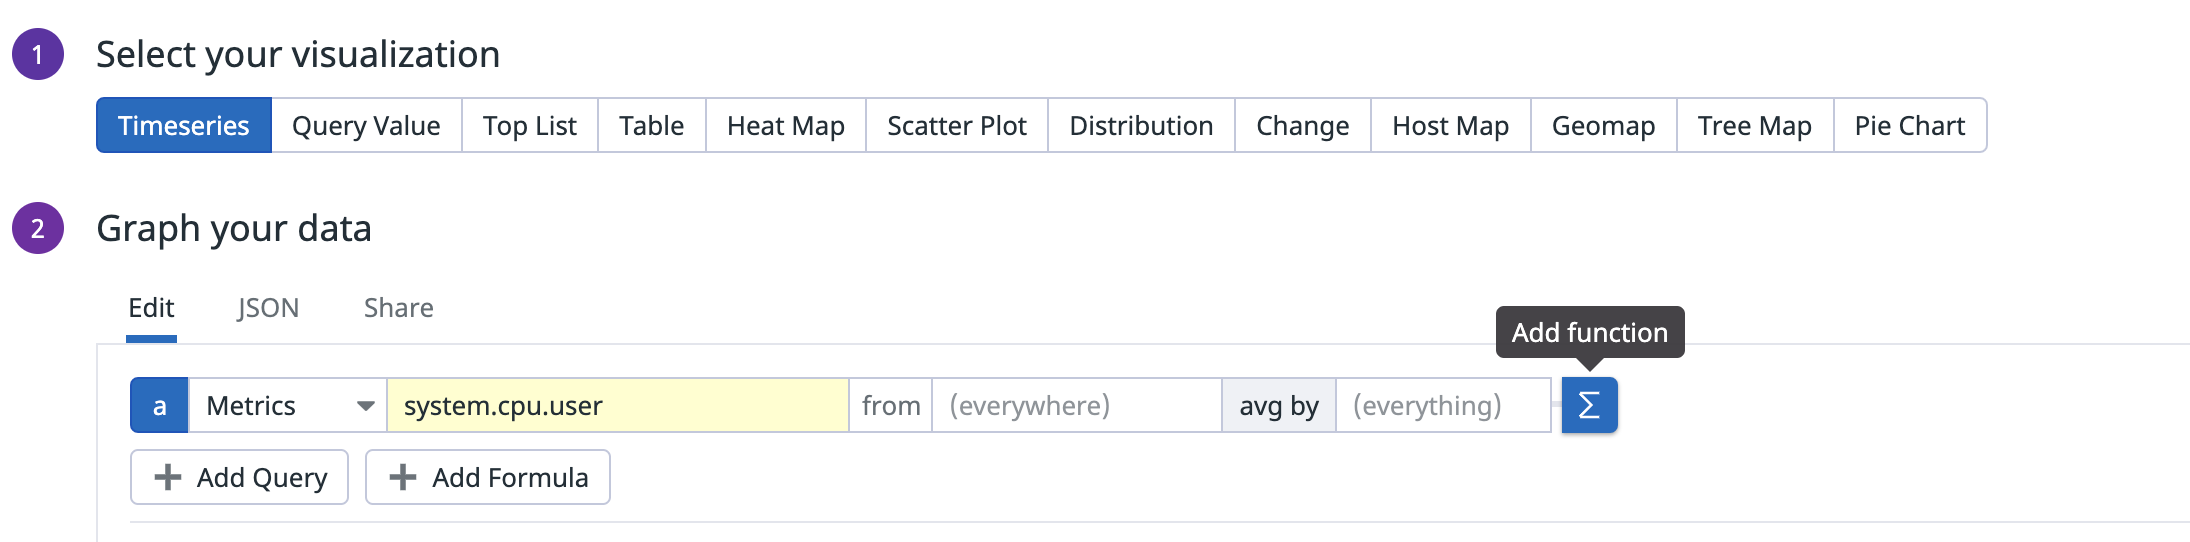 1 Select your visualization
Timeseries Query Value Top List Table Heat Map Scatter Plot Distribution Change Host Map Geomap Tree Map Pie Chart
2 Graph your data
Edit JSON Share
Add function
a Metrics system.cpu.user from (everywhere) avg by (everything) Σ
Add Query Add Formula